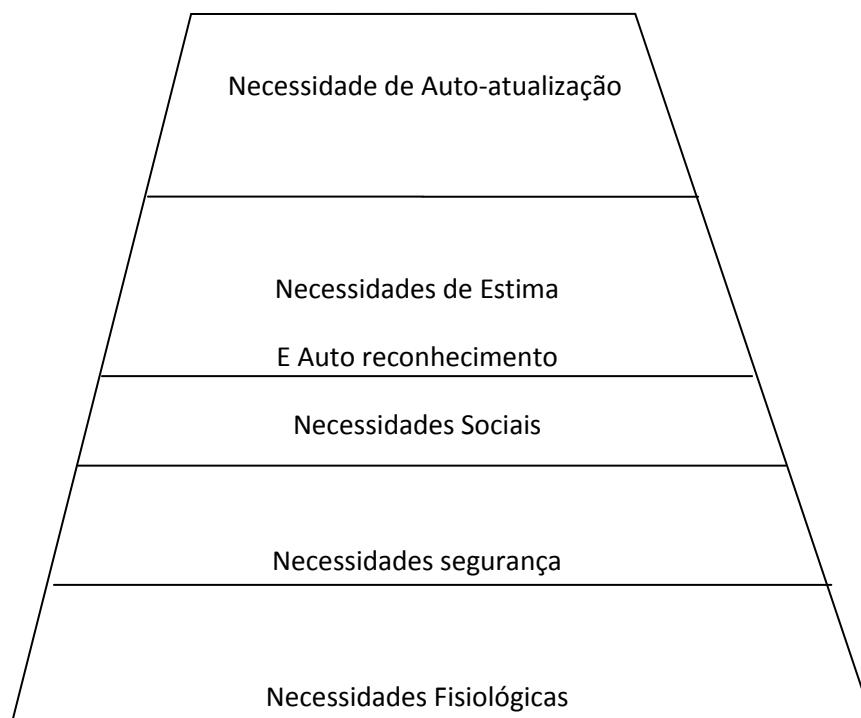 Necessidade de Auto-atualização
Necessidades de Estima
E Auto reconhecimento
Necessidades Sociais
Necessidades segurança
Necessidades Fisiológicas